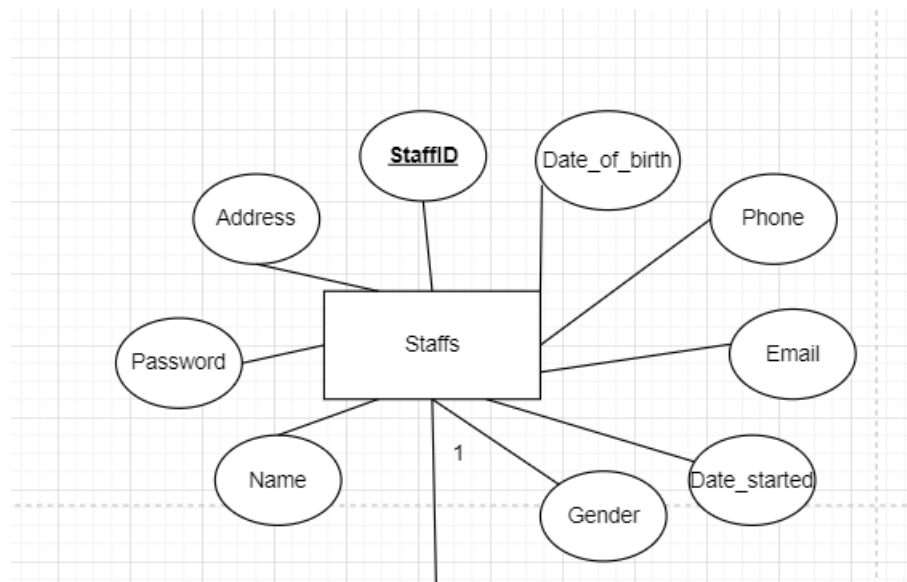 StaffID
Date_of_birth
Address
Phone
Staffs
Email
Password
1
Name
Date_started
Gender